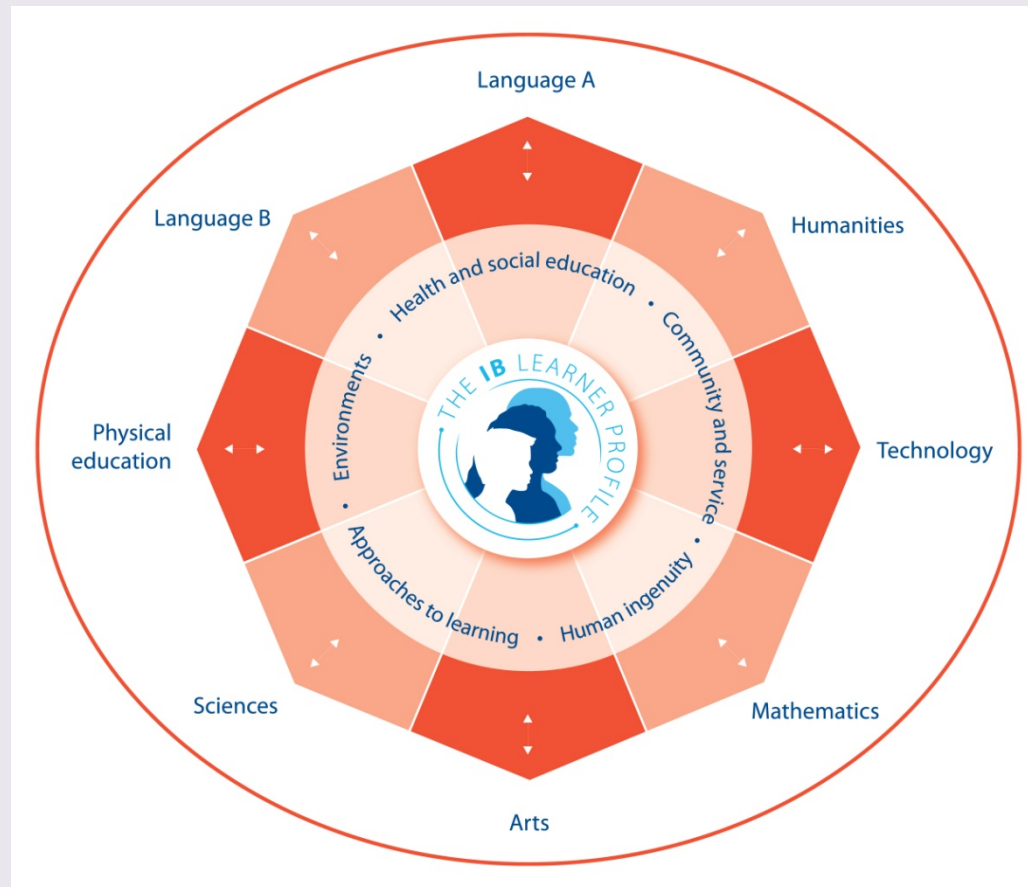 Language A
Language B
Humanities
Health and social education
•
•
Environments
Community and service
THE IB LEARNER PROFILE
Physical
education
Technology
•
•
Approaches to learning
•
Human ingenuity
Sciences
Mathematics
Arts